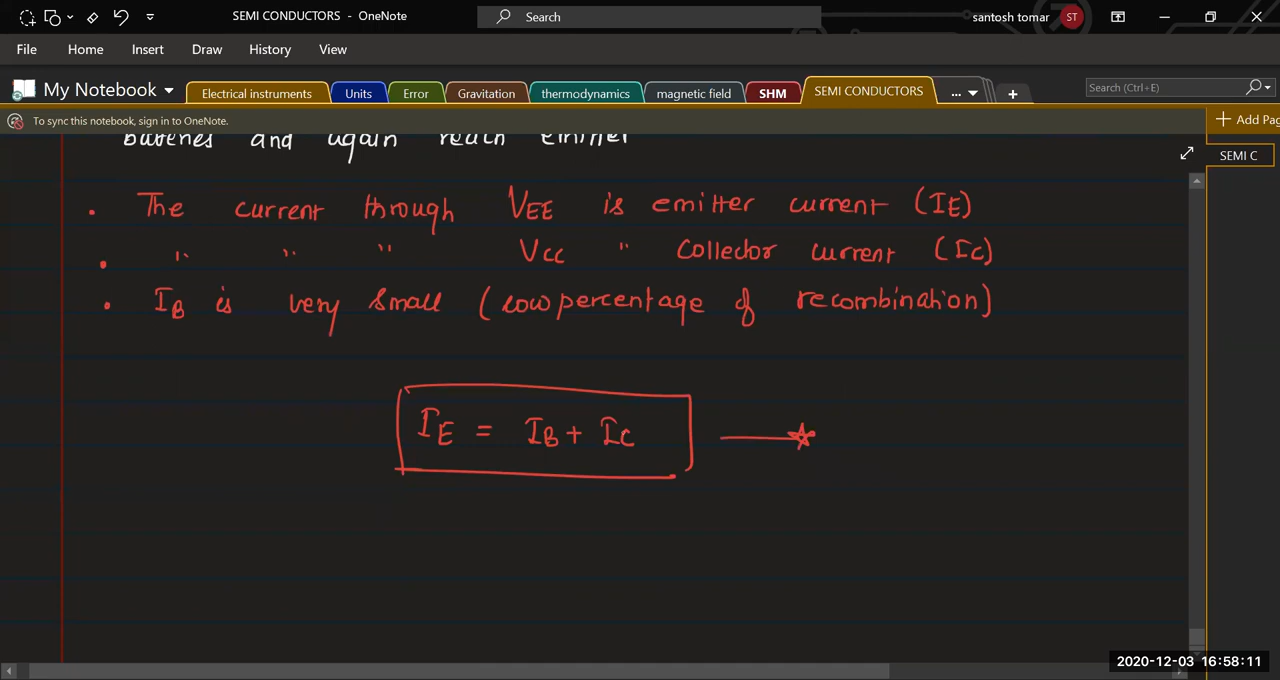 SEMI CONDUCTORS - OneNote
Search
santosh tomar
ST
File Home Insert Draw History View
My Notebook
Electrical instruments
Units
Error
Gravitation
thermodynamics
magnetic field
SHM
SEMI CONDUCTORS
...
Search (Ctrl+E)
To sync this notebook, sign in to OneNote.
Add Pag
SEMI C
batteries and again reach emitter
. The current through VEE is emitter current (IE)
. " " " VCC " Collector current (IC)
. IB is very small (low percentage of recombination)
IE = IB + IC
2020-12-03 16:58:11